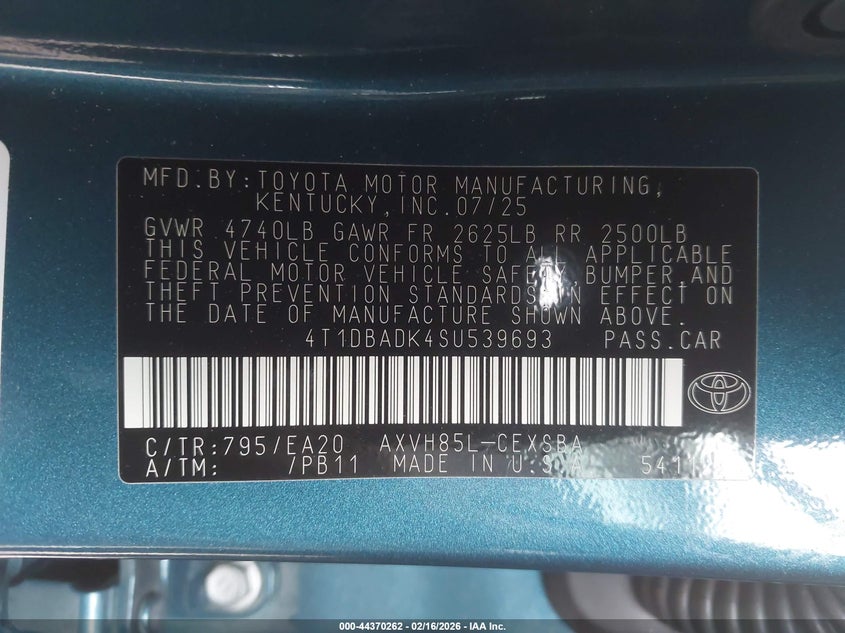 MFD.BY:TOYOTA MOTOR MANUFACTURING,
KENTUCKY,INC.07/25
GVWR 4740LB GAWR FR 2625LB RR 2500LB
THIS VEHICLE CONFORMS TO ALL APPLICABLE
FEDERAL MOTOR VEHICLE SAFETY,BUMPER,AND
THEFT PREVENTION STANDARDS IN EFFECT ON
THE DATE OF MANUFACTURE SHOWN ABOVE.
4T1DBADK4SU539693 PASS.CAR
C/TR:795/EA20 AXVH85L-CEXSBA
A/TM: /PB11 MADE IN U.S.A
000-44370262 - 02/16/2026 - IAA Inc.